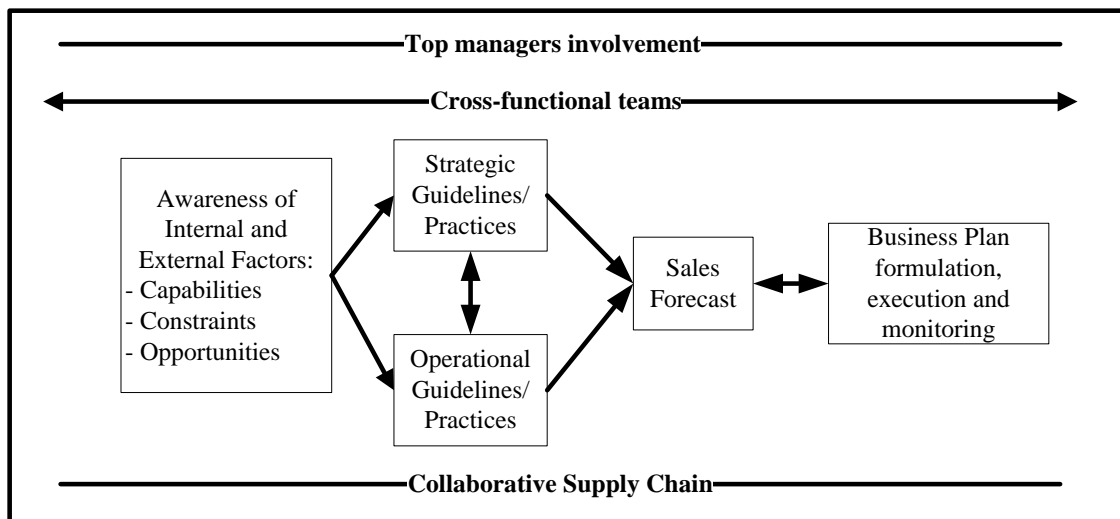 Top managers involvement
Cross-functional teams
Awareness of
Internal and
External Factors:
- Capabilities
- Constraints
- Opportunities
Strategic
Guidelines/
Practices
Operational
Guidelines/
Practices
Sales
Forecast
Business Plan
formulation,
execution and
monitoring
Collaborative Supply Chain